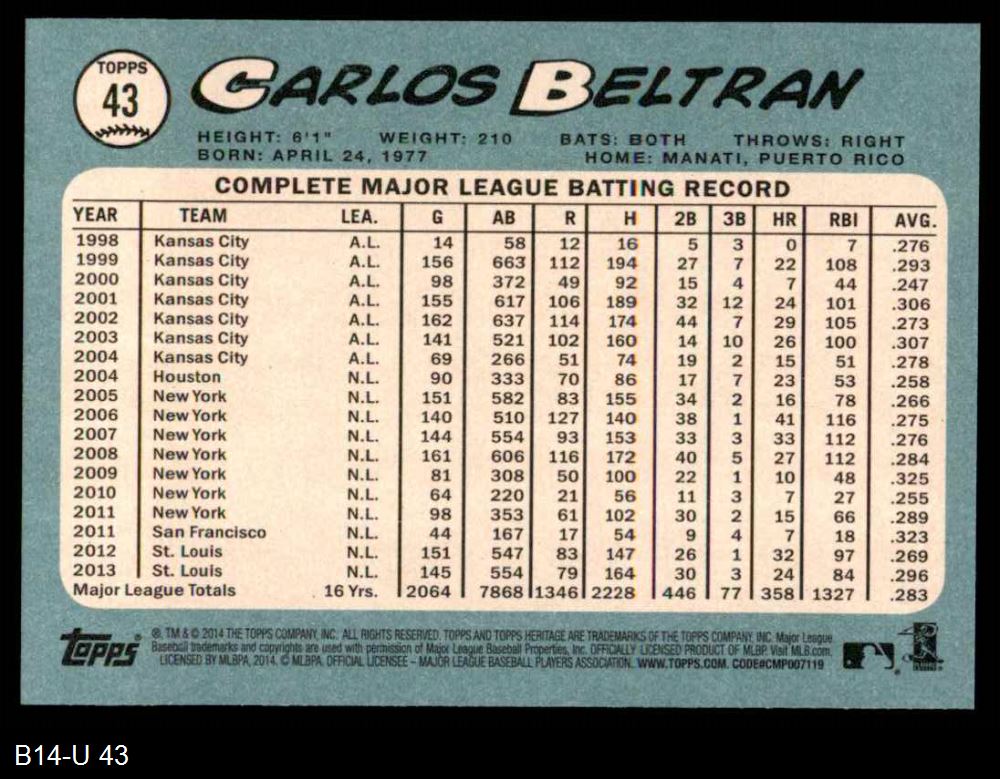 TOPPS
43
CARLOS BELTRAN
HEIGHT: 6'1" WEIGHT: 210 BATS: BOTH THROWS: RIGHT
BORN: APRIL 24, 1977 HOME: MANATI, PUERTO RICO
COMPLETE MAJOR LEAGUE BATTING RECORD
YEAR TEAM LEA. G AB R H 2B 3B HR RBI AVG.
1998 Kansas City A.L. 14 58 12 16 5 3 0 7 .276
1999 Kansas City A.L. 156 663 112 194 27 7 22 108 .293
2000 Kansas City A.L. 98 372 49 92 15 4 7 44 .247
2001 Kansas City A.L. 155 617 106 189 32 12 24 101 .306
2002 Kansas City A.L. 162 637 114 174 44 7 29 105 .273
2003 Kansas City A.L. 141 521 102 160 14 10 26 100 .307
2004 Kansas City A.L. 69 266 51 74 19 2 15 51 .278
2004 Houston N.L. 90 333 70 86 17 7 23 53 .258
2005 New York N.L. 151 582 83 155 34 2 16 78 .266
2006 New York N.L. 140 510 127 140 38 1 41 116 .275
2007 New York N.L. 144 554 93 153 33 3 33 112 .276
2008 New York N.L. 161 606 116 172 40 5 27 112 .284
2009 New York N.L. 81 308 50 100 22 1 10 48 .325
2010 New York N.L. 64 220 21 56 11 3 7 27 .255
2011 New York N.L. 98 353 61 102 30 2 15 66 .289
2011 San Francisco N.L. 44 167 17 54 9 4 7 18 .323
2012 St. Louis N.L. 151 547 83 147 26 1 32 97 .269
2013 St. Louis N.L. 145 554 79 164 30 3 24 84 .296
Major League Totals 16 Yrs. 2064 7868 1346 2228 446 77 358 1327 .283
topps
®, TM & © 2014 THE TOPPS COMPANY, INC. ALL RIGHTS RESERVED. TOPPS AND TOPPS HERITAGE ARE TRADEMARKS OF THE TOPPS COMPANY, INC. Major League
Baseball trademarks and copyrights are used with permission of Major League Baseball Properties, Inc. OFFICIALLY LICENSED PRODUCT OF MLBP. Visit MLB.com.
LICENSED BY MLBPA, 2014. © MLBPA. OFFICIAL LICENSEE – MAJOR LEAGUE BASEBALL PLAYERS ASSOCIATION. WWW.TOPPS.COM. CODE#CMP007119
B14-U 43